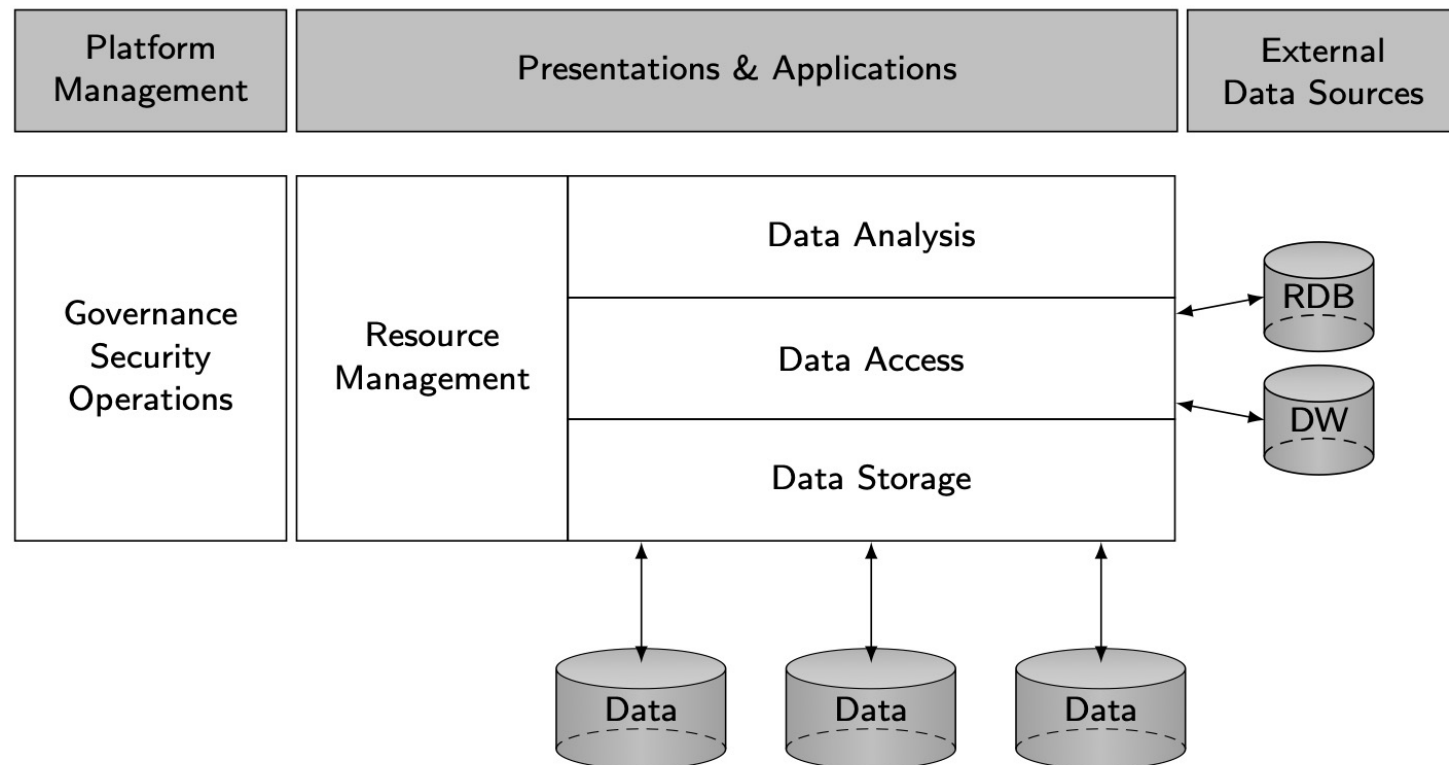 Platform
Management
Presentations & Applications
External
Data Sources
Governance
Security
Operations
Resource
Management
Data Analysis
Data Access
Data Storage
RDB
DW
Data
Data
Data